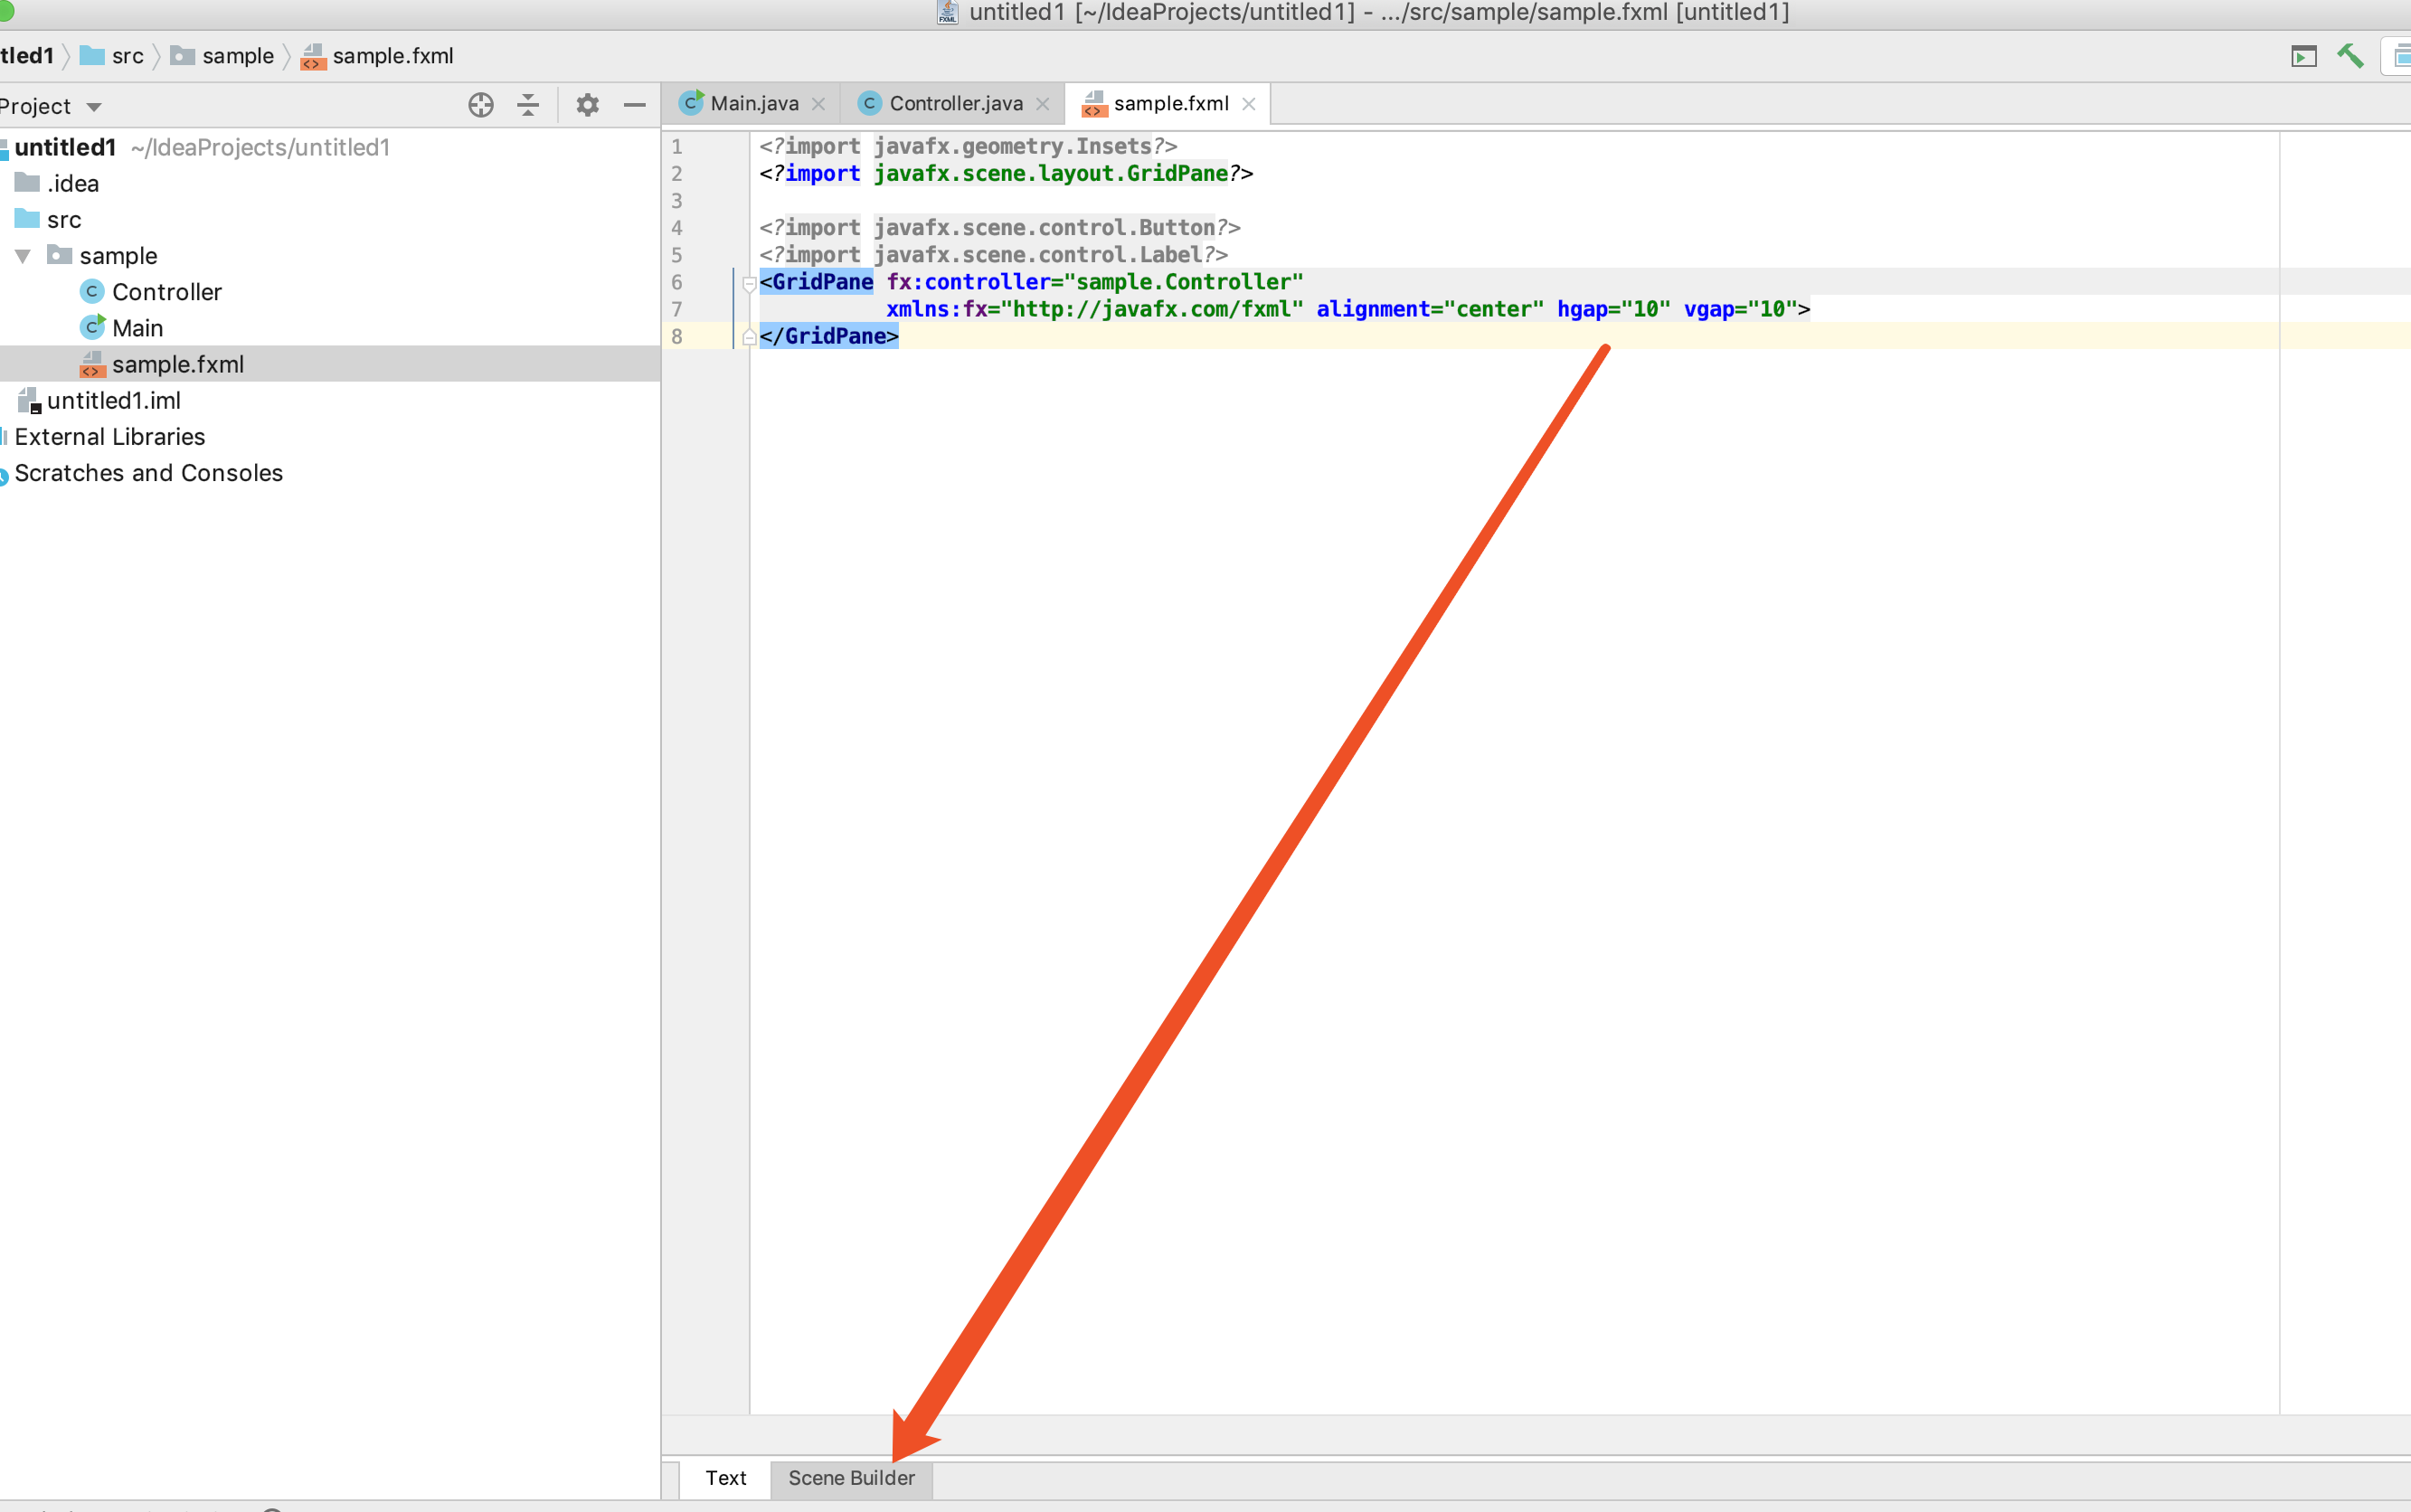 untitled1 [~/IdeaProjects/untitled1] - .../src/sample/sample.fxml [untitled1]
tled1 src sample sample.fxml
Project
Main.java Controller.java sample.fxml
untitled1 ~/IdeaProjects/untitled1
.idea
src
sample
Controller
Main
sample.fxml
untitled1.iml
External Libraries
Scratches and Consoles
1 <?import javafx.geometry.Insets?>
2 <?import javafx.scene.layout.GridPane?>
3
4 <?import javafx.scene.control.Button?>
5 <?import javafx.scene.control.Label?>
6 <GridPane fx:controller="sample.Controller"
7 xmlns:fx="http://javafx.com/fxml" alignment="center" hgap="10" vgap="10">
8 </GridPane>
Text Scene Builder